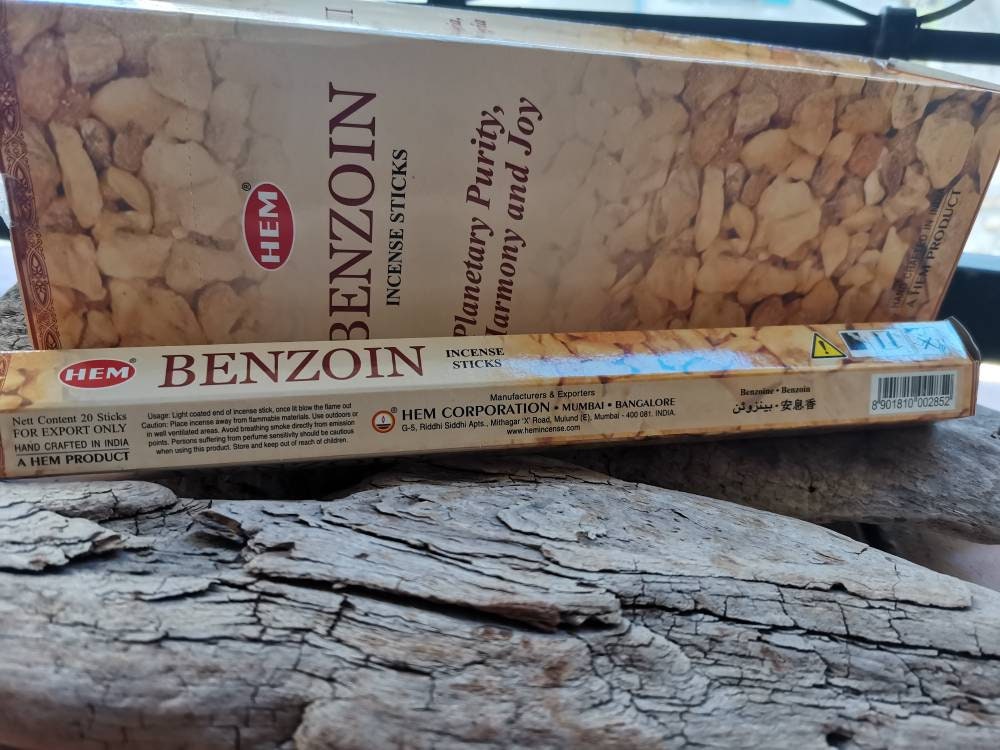 HEM
®
BENZOIN
INCENSE STICKS
Planetary Purity,
Harmony and Joy
A HEM PRODUCT
HEM®
BENZOIN
INCENSE
STICKS
Nett Content 20 Sticks
FOR EXPORT ONLY
HAND CRAFTED IN INDIA
A HEM PRODUCT
Usage: Light coated end of incense stick, once lit blow the flame out
Caution: Place incense away from flammable materials. Use outdoors or
in well ventilated areas. Avoid breathing smoke directly from emission
points. Persons suffering from perfume sensitivity should be cautious
when using this product. Store and keep out of reach of children.
Manufacturers & Exporters
® HEM CORPORATION • MUMBAI • BANGALORE
G-5, Riddhi Siddhi Apts., Mithagar 'X' Road, Mulund (E), Mumbai - 400 081. INDIA.
www.hemincense.com
Benzoine • Benzoin
بينزوئن • 安息香
8 901810 002852